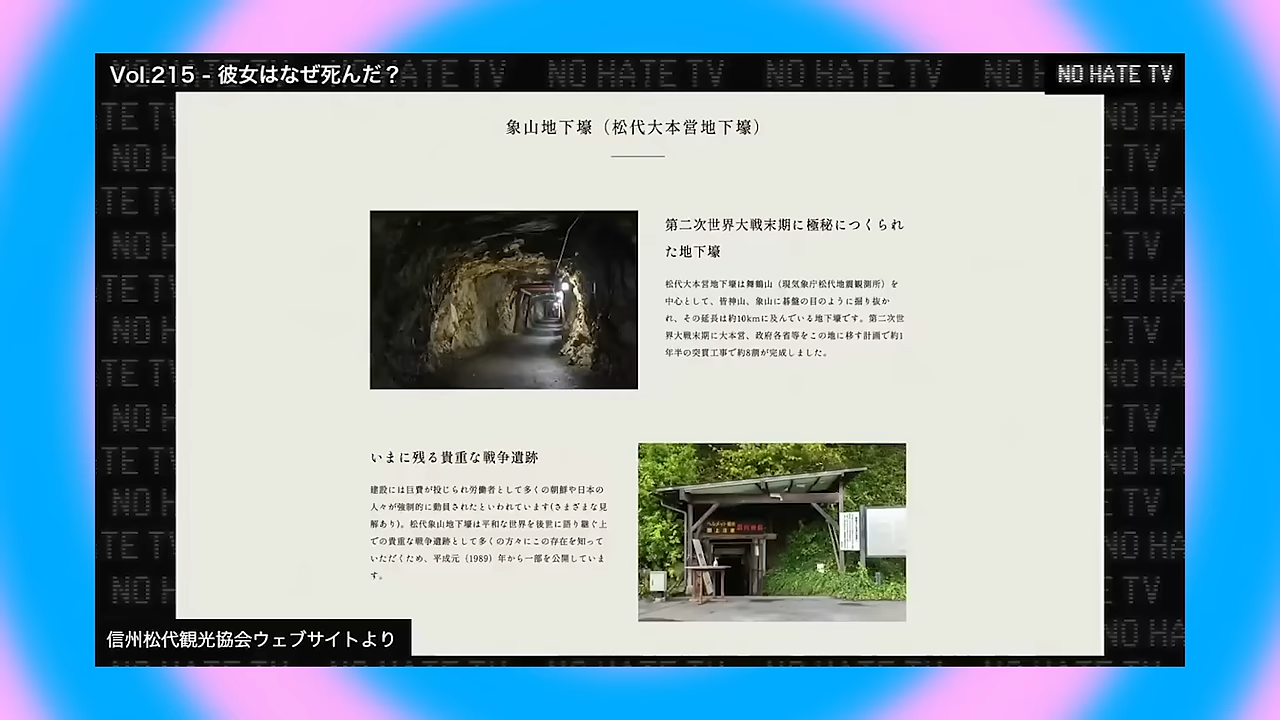 Vol.215 - 彼女はなぜ死んだ？
NO HATE TV
象山地下壕（松代大本営地下壕）
第二次世界大戦末期に極秘につくられ
た地下壕
松代大本営地下壕は舞鶴山（現気象庁松代地震観測所）を
中心として、皆神山、象山に碁盤の目のように掘り抜か
れ、その延長は約10kmに及んでいる地下壕です。第二次世
界大戦末期に大本営、政府各省等をこの地に移す計画で約1
年半の突貫工事で約8割が完成しました。
いまに残る貴重な戦争遺跡
建設には巨費が投じられ労働者として多くの朝鮮や日本の
人々が強制的に動員されたといわれています(さまざまな見
解あり)。松代象山地下壕は平和な世界を後世に語り継ぐ上
での貴重な戦争遺跡として多くの方々にこの存在を知って
いただくため、平成元（1989）年から一部を公開していま
す。
信州松代観光協会ウェブサイトより